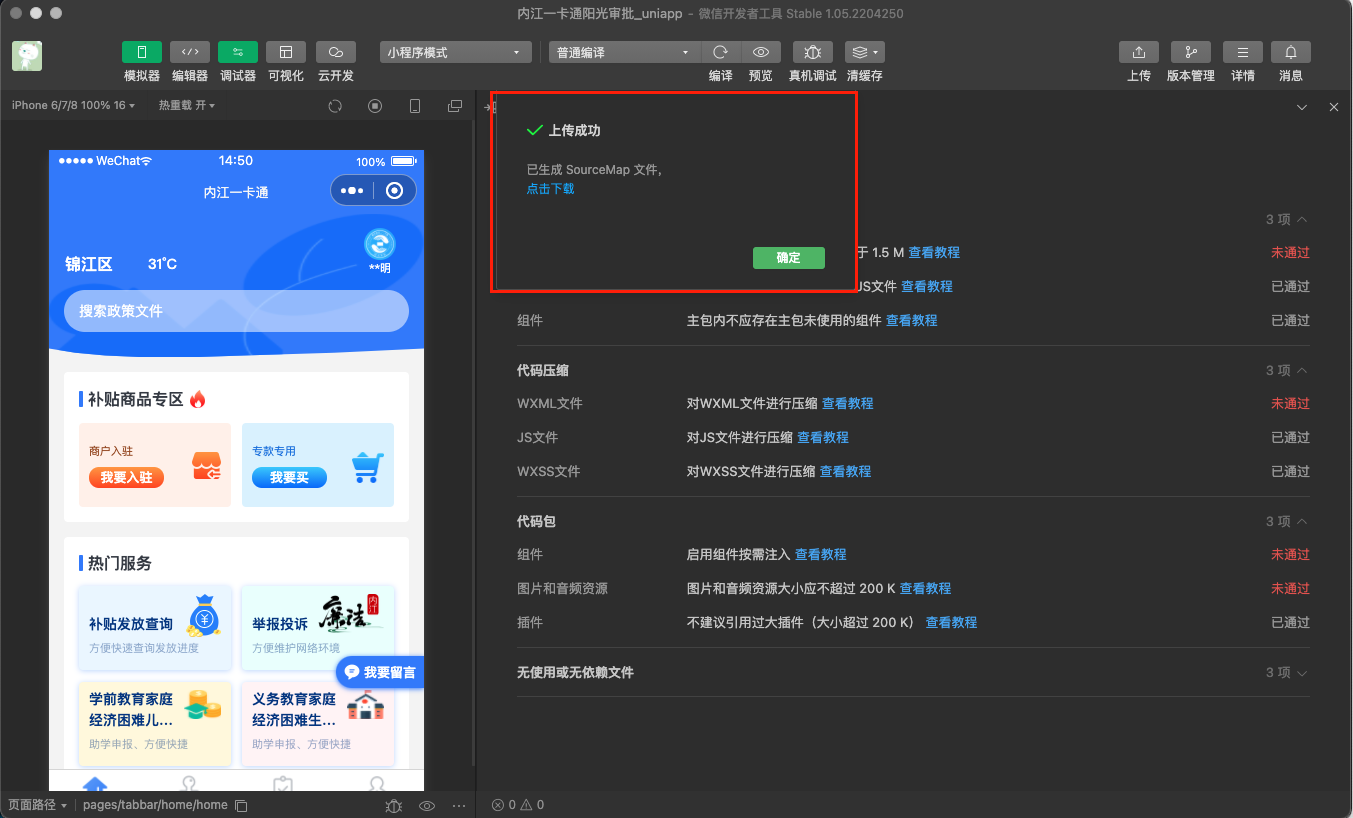 内江一卡通阳光审批_uniapp - 微信开发者工具 Stable 1.05.2204250
模拟器 编辑器 调试器 可视化 云开发
小程序模式
普通编译
编译 预览 真机调试 清缓存
上传 版本管理 详情 消息
iPhone 6/7/8 100% 16
热重载 开
WeChat 14:50 100%
内江一卡通
锦江区 31℃
**明
搜索政策文件
补贴商品专区
商户入驻
我要入驻
专款专用
我要买
热门服务
补贴发放查询
方便快速查询发放进度
举报投诉
方便维护网络环境
廉洁
内江
我要留言
学前教育家庭
经济困难儿...
助学申报、方便快捷
义务教育家庭
经济困难生...
助学申报、方便快捷
页面路径 pages/tabbar/home/home
上传成功
已生成 SourceMap 文件,
点击下载
确定
3 项
于 1.5 M 查看教程 未通过
JS文件 查看教程 已通过
组件 主包内不应存在主包未使用的组件 查看教程 已通过
代码压缩 3 项
WXML文件 对WXML文件进行压缩 查看教程 未通过
JS文件 对JS文件进行压缩 查看教程 已通过
WXSS文件 对WXSS文件进行压缩 查看教程 已通过
代码包 3 项
组件 启用组件按需注入 查看教程 未通过
图片和音频资源 图片和音频资源大小应不超过 200 K 查看教程 未通过
插件 不建议引用过大插件（大小超过 200 K） 查看教程 已通过
无使用或无依赖文件 3 项
0 0